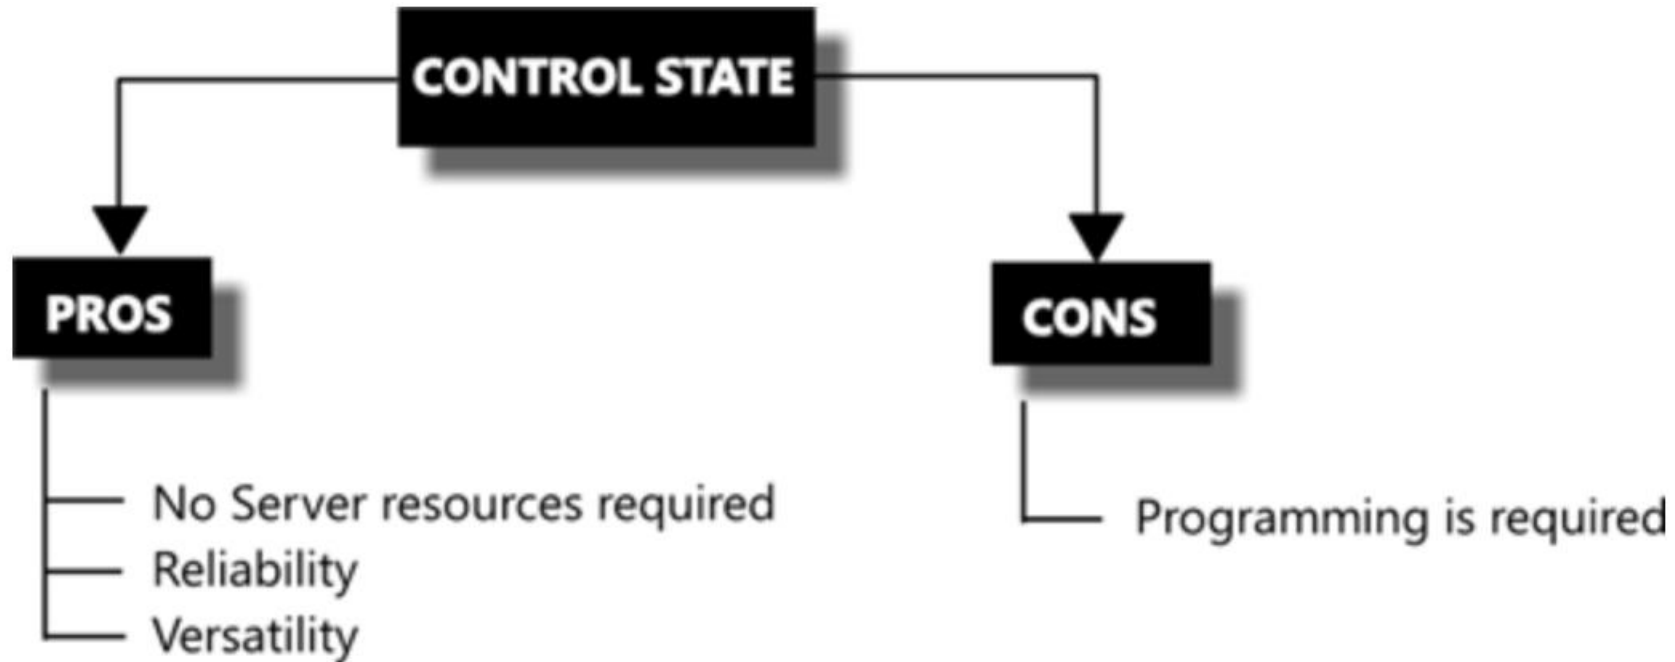 CONTROL STATE
PROS
No Server resources required
Reliability
Versatility
CONS
Programming is required